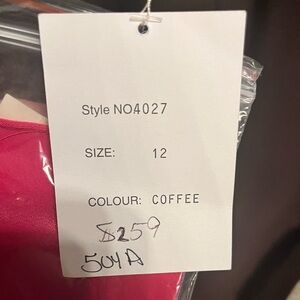 Style NO4027
SIZE: 12
COLOUR: COFFEE
$259
504A